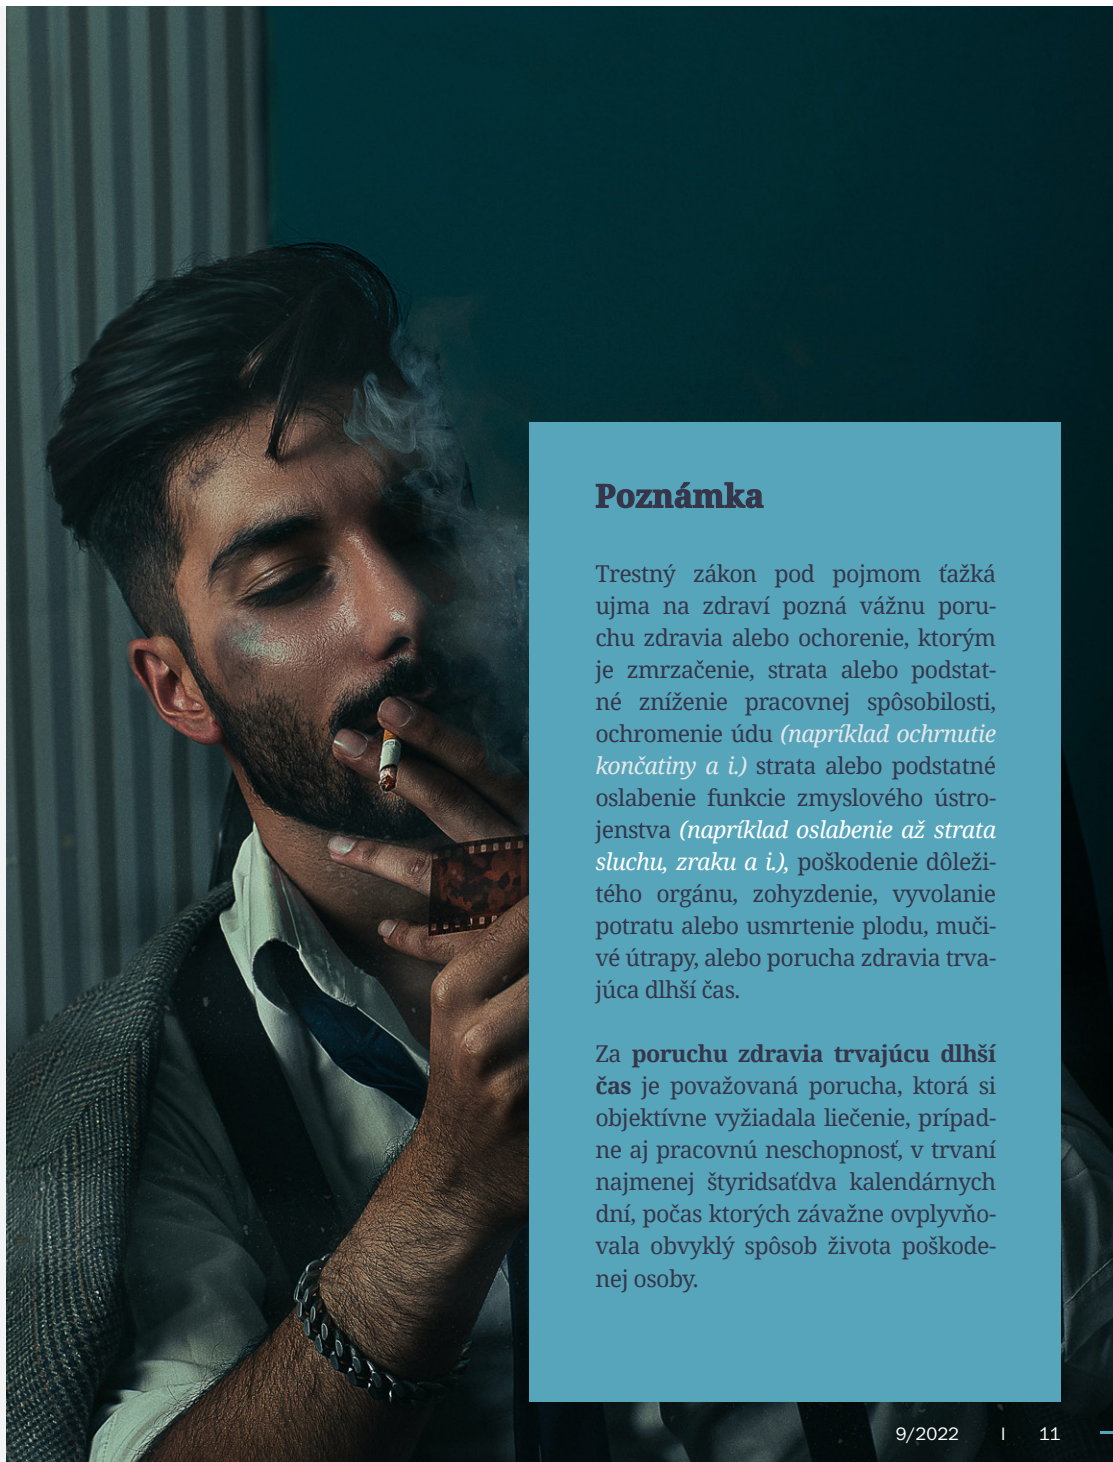 Poznámka
Trestný zákon pod pojmom ťažká
ujma na zdraví pozná vážnu poru-
chu zdravia alebo ochorenie, ktorým
je zmrzačenie, strata alebo podstat-
né zníženie pracovnej spôsobilosti,
ochromenie údu (napríklad ochrnutie
končatiny a i.) strata alebo podstatné
oslabenie funkcie zmyslového ústro-
jenstva (napríklad oslabenie až strata
sluchu, zraku a i.), poškodenie dôleži-
tého orgánu, zohyzdenie, vyvolanie
potratu alebo usmrtenie plodu, muči-
vé útrapy, alebo porucha zdravia trva-
júca dlhší čas.
Za poruchu zdravia trvajúcu dlhší
čas je považovaná porucha, ktorá si
objektívne vyžiadala liečenie, prípad-
ne aj pracovnú neschopnosť, v trvaní
najmenej štyridsaťdva kalendárnych
dní, počas ktorých závažne ovplyvňo-
vala obvyklý spôsob života poškode-
nej osoby.
9/2022 I 11